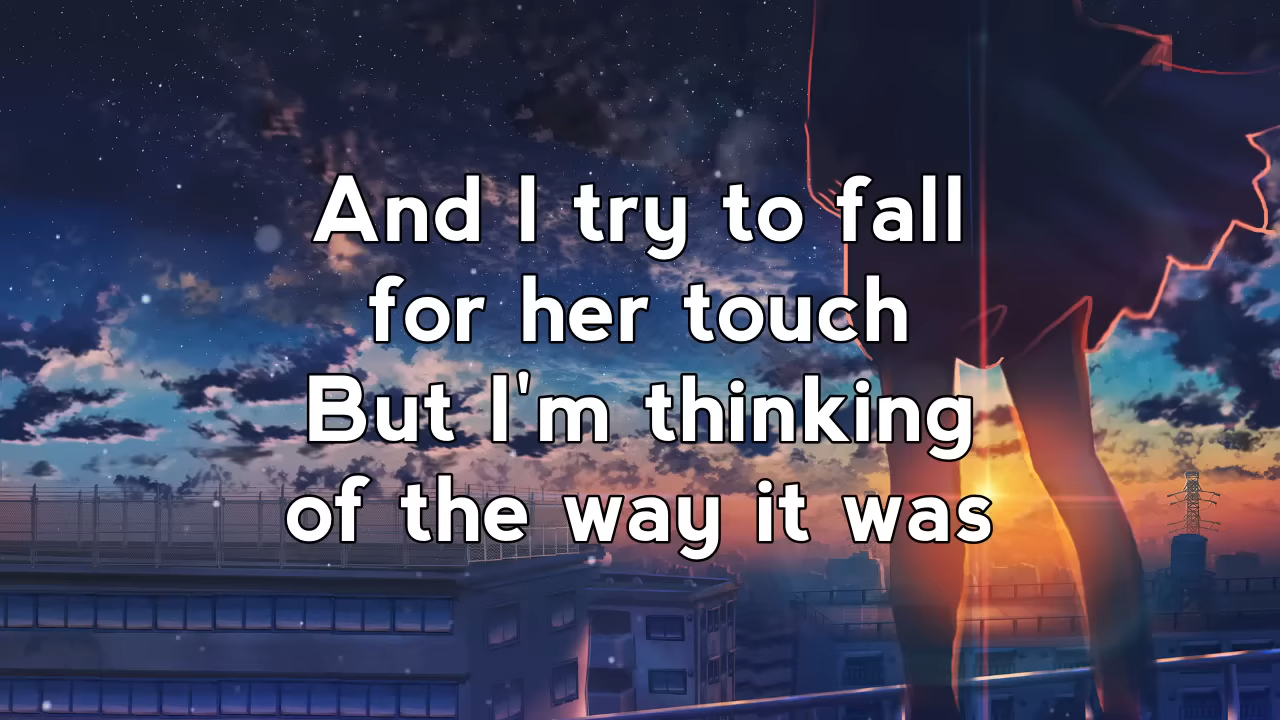 And I try to fall
for her touch
But I'm thinking
of the way it was